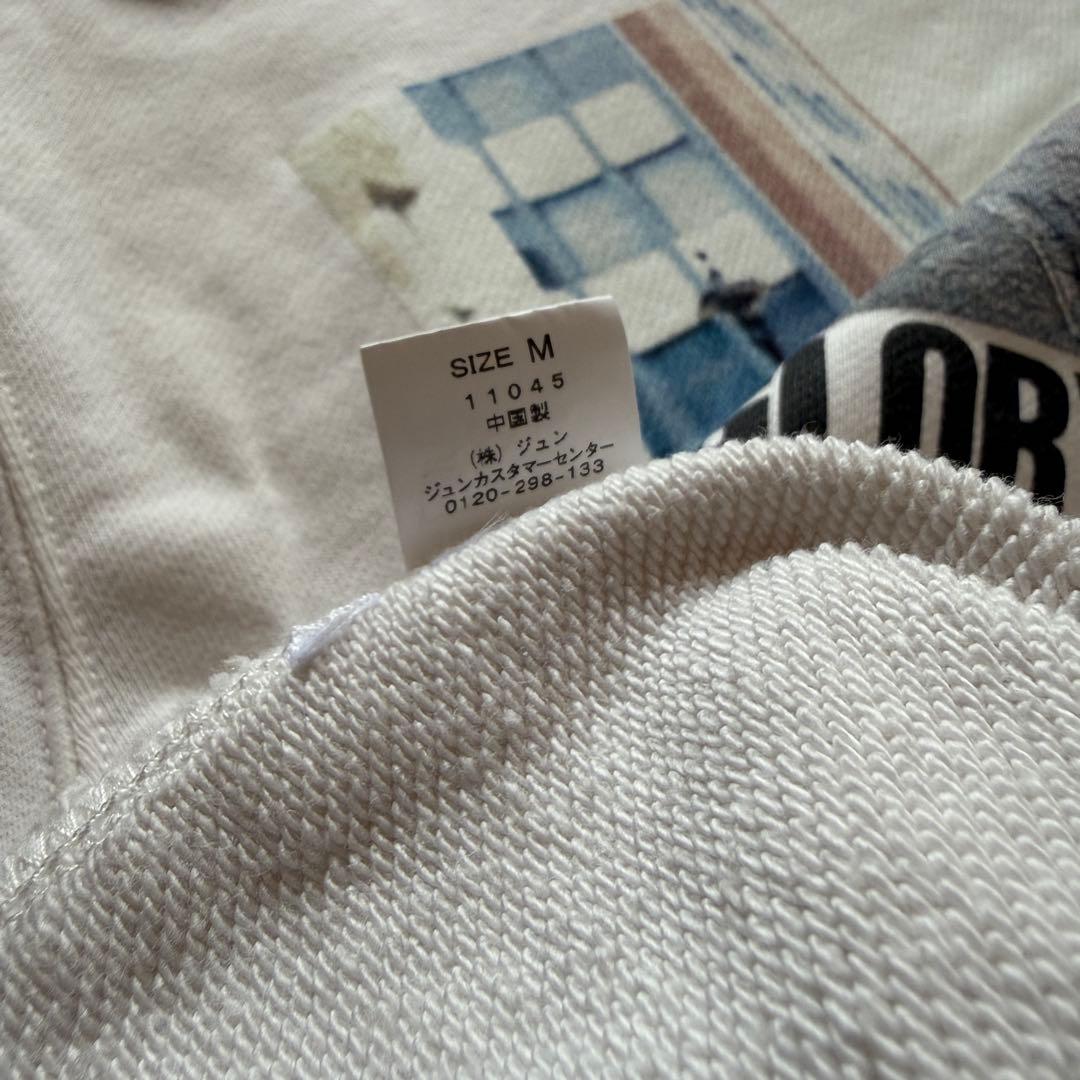 SIZE M
11045
中国製
(株) ジュン
ジュンカスタマーセンター
0120-298-133
ORY